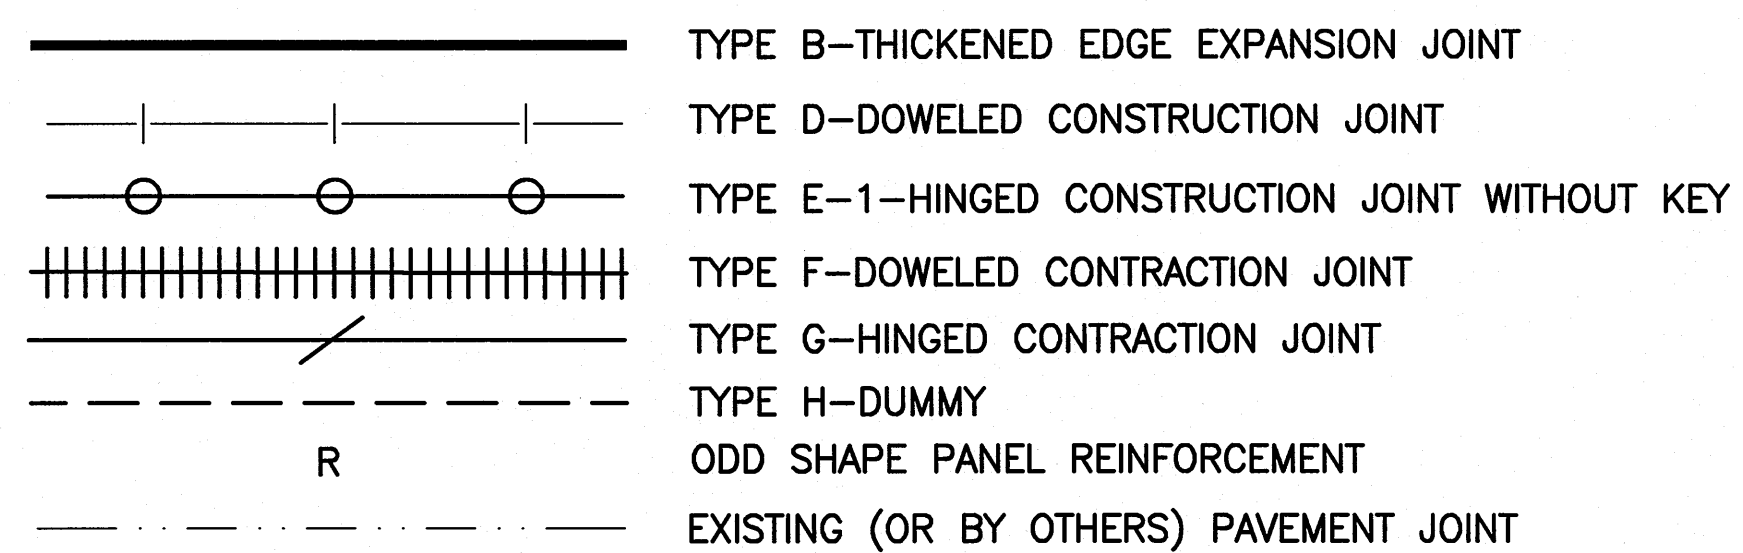 TYPE B-THICKENED EDGE EXPANSION JOINT
TYPE D-DOWELED CONSTRUCTION JOINT
TYPE E-1-HINGED CONSTRUCTION JOINT WITHOUT KEY
TYPE F-DOWELED CONTRACTION JOINT
TYPE G-HINGED CONTRACTION JOINT
TYPE H-DUMMY
R ODD SHAPE PANEL REINFORCEMENT
EXISTING (OR BY OTHERS) PAVEMENT JOINT